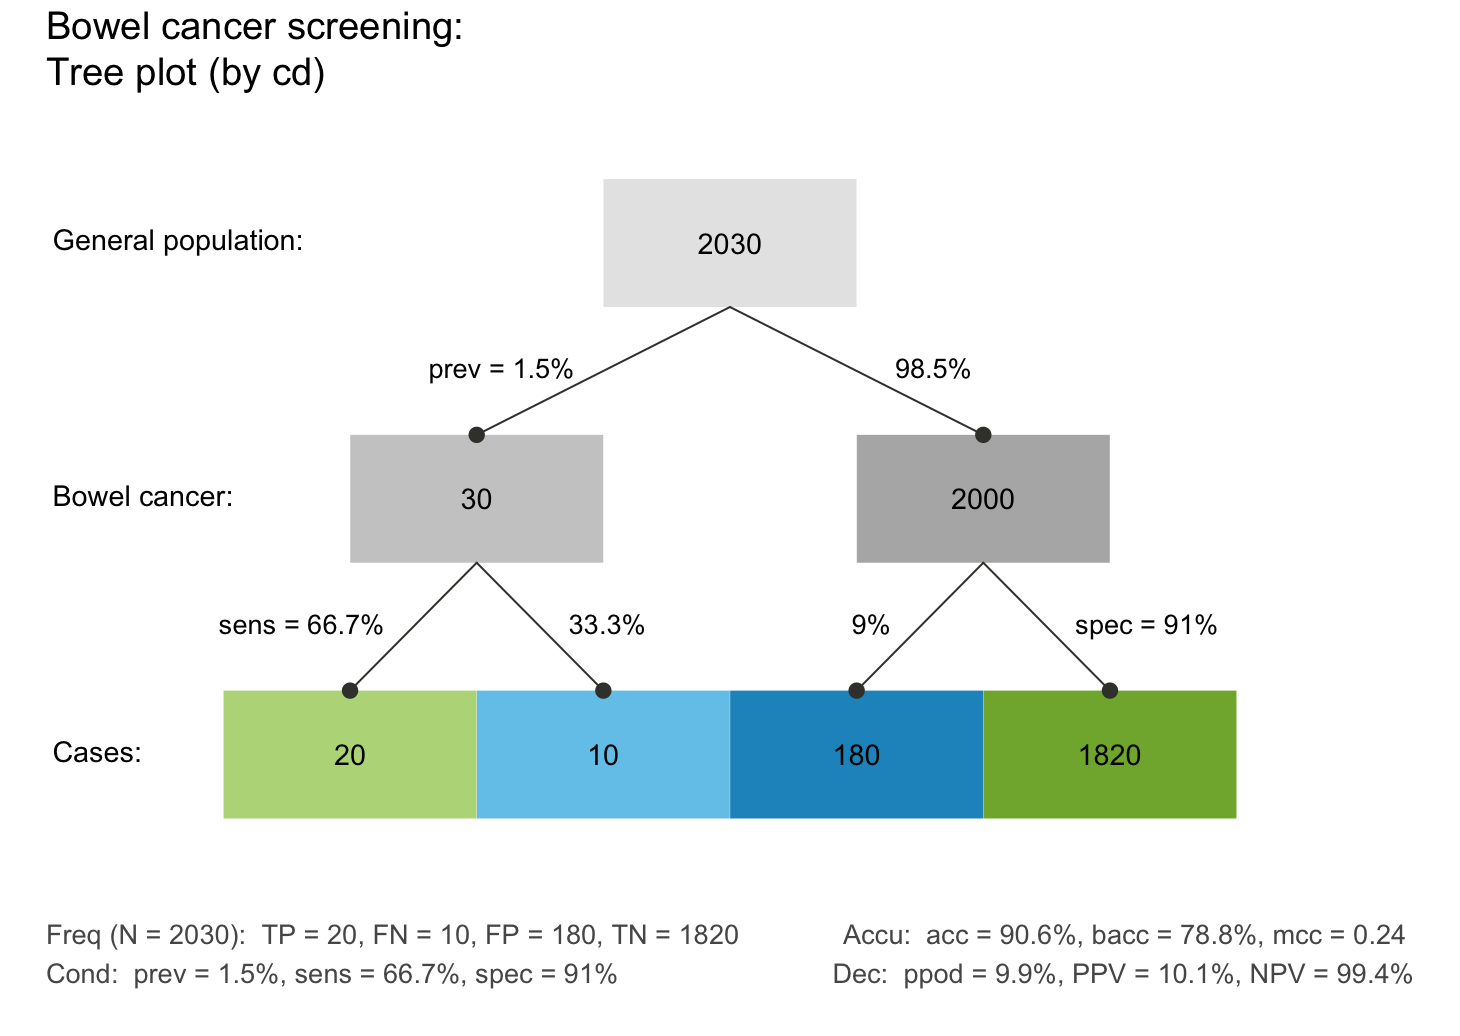 Bowel cancer screening:
Tree plot (by cd)
General population:
2030
prev = 1.5%
98.5%
Bowel cancer:
30
2000
sens = 66.7%
33.3%
9%
spec = 91%
Cases:
20
10
180
1820
Freq (N = 2030):  TP = 20, FN = 10, FP = 180, TN = 1820
Accu:  acc = 90.6%, bacc = 78.8%, mcc = 0.24
Cond:  prev = 1.5%, sens = 66.7%, spec = 91%
Dec:  ppod = 9.9%, PPV = 10.1%, NPV = 99.4%